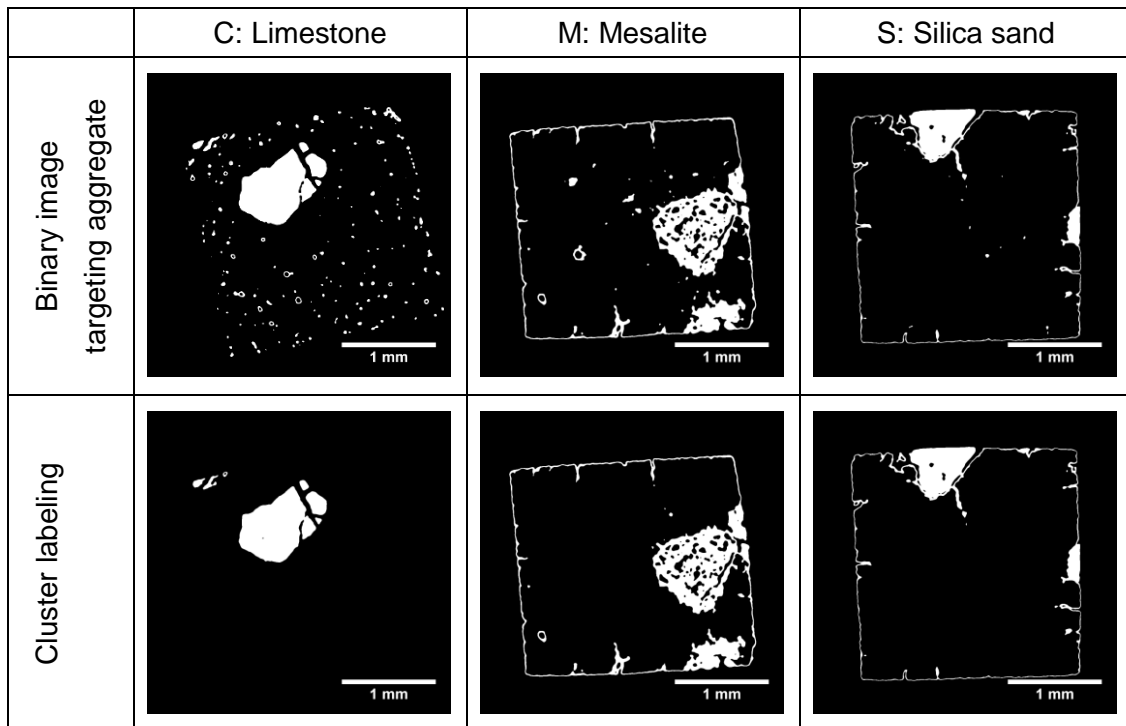 C: Limestone
M: Mesalite
S: Silica sand
Binary image
targeting aggregate
1 mm
1 mm
1 mm
Cluster labeling
1 mm
1 mm
1 mm